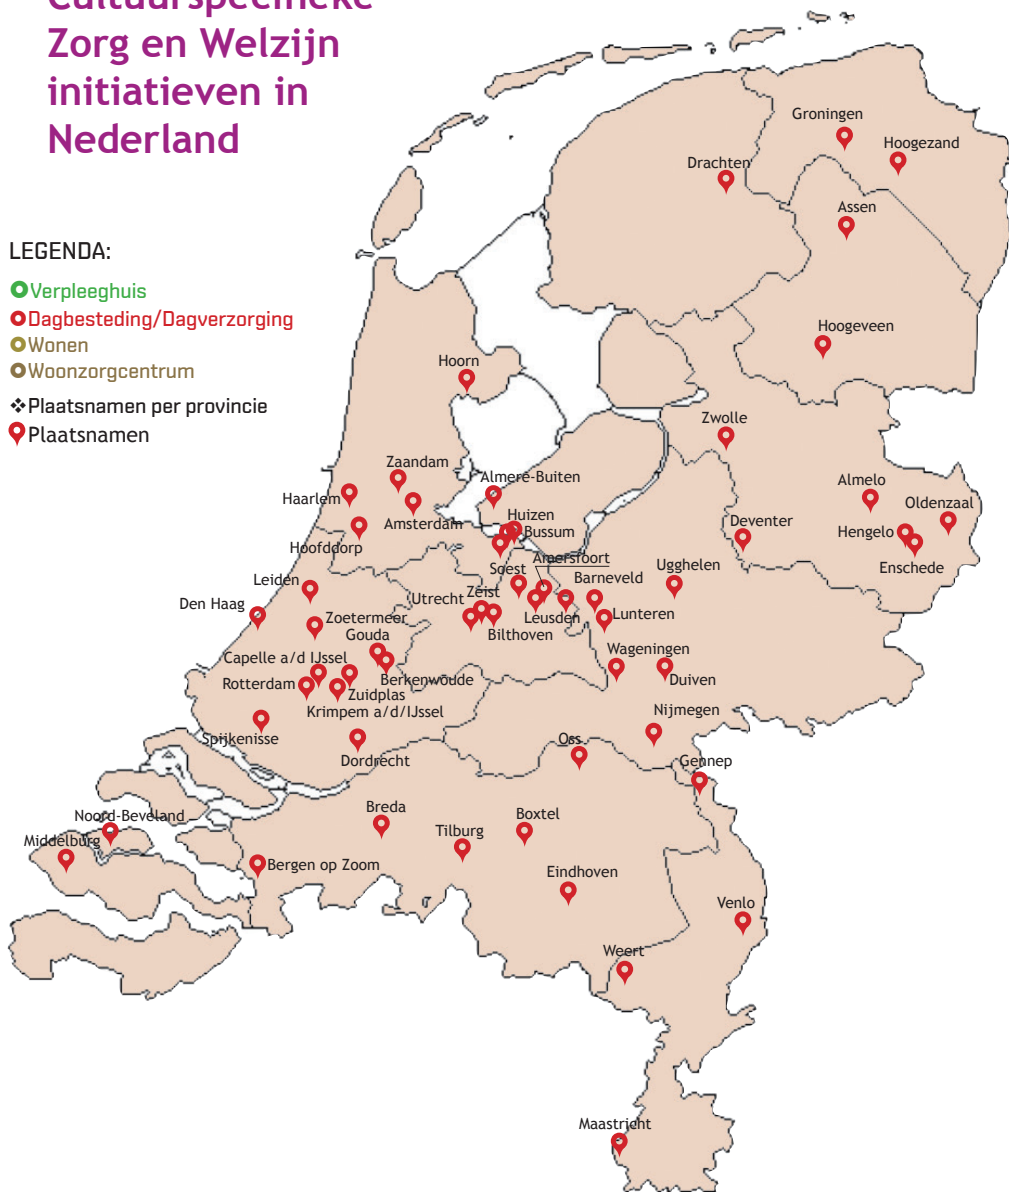 Cultuurspecifieke
Zorg en Welzijn
initiatieven in
Nederland
LEGENDA:
Verpleeghuis
Dagbesteding/Dagverzorging
Wonen
Woonzorgcentrum
Plaatsnamen per provincie
Plaatsnamen
Groningen
Hoogezand
Drachten
Assen
Hoogeveen
Hoorn
Zwolle
Zaandam
Almere-Buiten
Almelo
Haarlem
Oldenzaal
Huizen
Amsterdam
Bussum
Deventer
Hengelo
Hoofddorp
Amersfoort
Soest
Ugghelen
Enschede
Leiden
Barneveld
Zeist
Utrecht
Den Haag
Zoetermeer
Leusden
Lunteren
Gouda
Bilthoven
Capelle a/d IJssel
Wageningen
Rotterdam
Berkenwoude
Duiven
Zuidplas
Krimpem a/d/IJssel
Nijmegen
Spijkenisse
Oss
Dordrecht
Gennep
Noord-Beveland
Breda
Boxtel
Tilburg
Middelburg
Bergen op Zoom
Eindhoven
Venlo
Weert
Maastricht